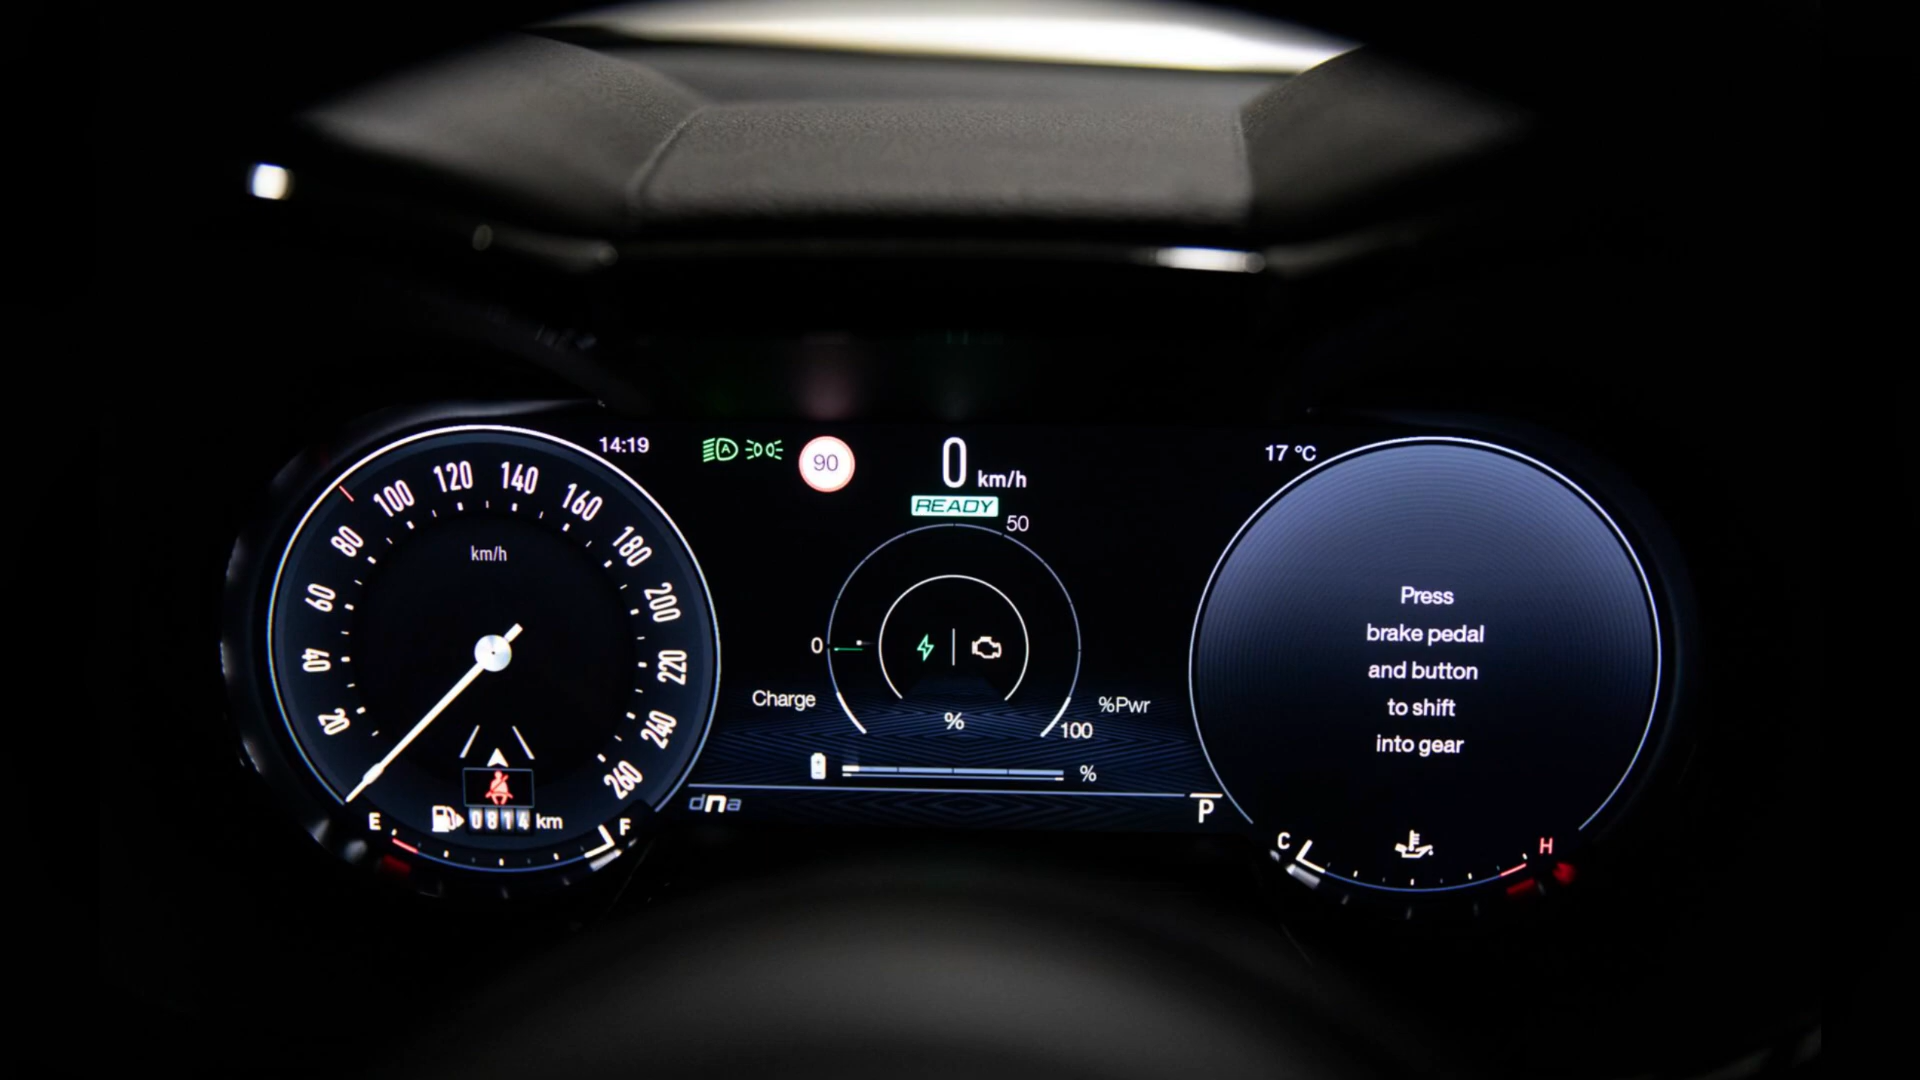 14:19
90
0 km/h
READY
17 °C
20
40
60
80
100
120
140
160
180
200
220
240
260
km/h
E
0814 km
F
A
50
0
Charge
%
%Pwr
100
%
dna
P
Press
brake pedal
and button
to shift
into gear
C
H